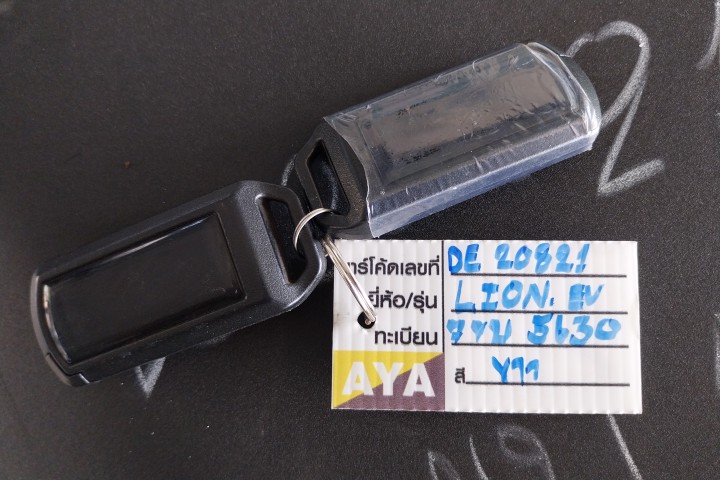 าร์โค้ดเลขที่ DE 20821
ยี่ห้อ/รุ่น LION. EV
ทะเบียน 5630
AYA สี